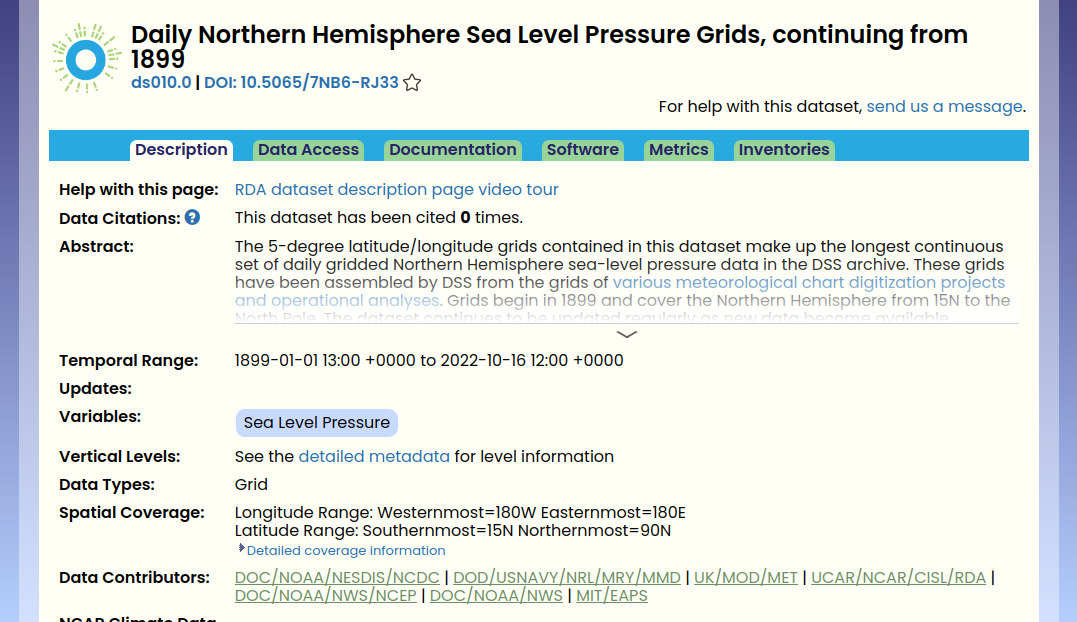 Daily Northern Hemisphere Sea Level Pressure Grids, continuing from
1899
ds010.0 | DOI: 10.5065/7NB6-RJ33
For help with this dataset, send us a message.
Description Data Access Documentation Software Metrics Inventories
Help with this page: RDA dataset description page video tour
Data Citations: ? This dataset has been cited 0 times.
Abstract: The 5-degree latitude/longitude grids contained in this dataset make up the longest continuous
set of daily gridded Northern Hemisphere sea-level pressure data in the DSS archive. These grids
have been assembled by DSS from the grids of various meteorological chart digitization projects
and operational analyses. Grids begin in 1899 and cover the Northern Hemisphere from 15N to the
North Pole. The dataset continues to be updated regularly as new data become available.
Temporal Range: 1899-01-01 13:00 +0000 to 2022-10-16 12:00 +0000
Updates:
Variables: Sea Level Pressure
Vertical Levels: See the detailed metadata for level information
Data Types: Grid
Spatial Coverage: Longitude Range: Westernmost=180W Easternmost=180E
Latitude Range: Southernmost=15N Northernmost=90N
Detailed coverage information
Data Contributors: DOC/NOAA/NESDIS/NCDC | DOD/USNAVY/NRL/MRY/MMD | UK/MOD/MET | UCAR/NCAR/CISL/RDA |
DOC/NOAA/NWS/NCEP | DOC/NOAA/NWS | MIT/EAPS
NCAR Climate Data